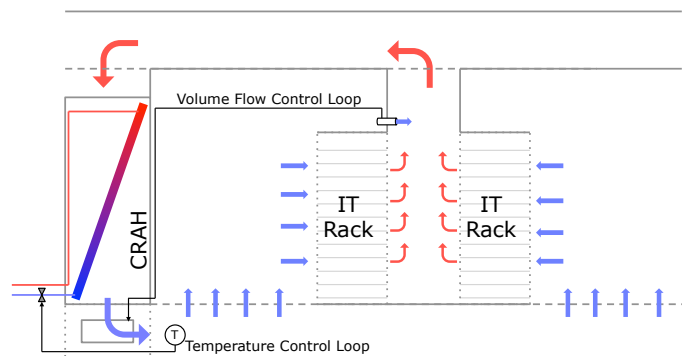 Volume Flow Control Loop
CRAH
IT
Rack
IT
Rack
T
Temperature Control Loop